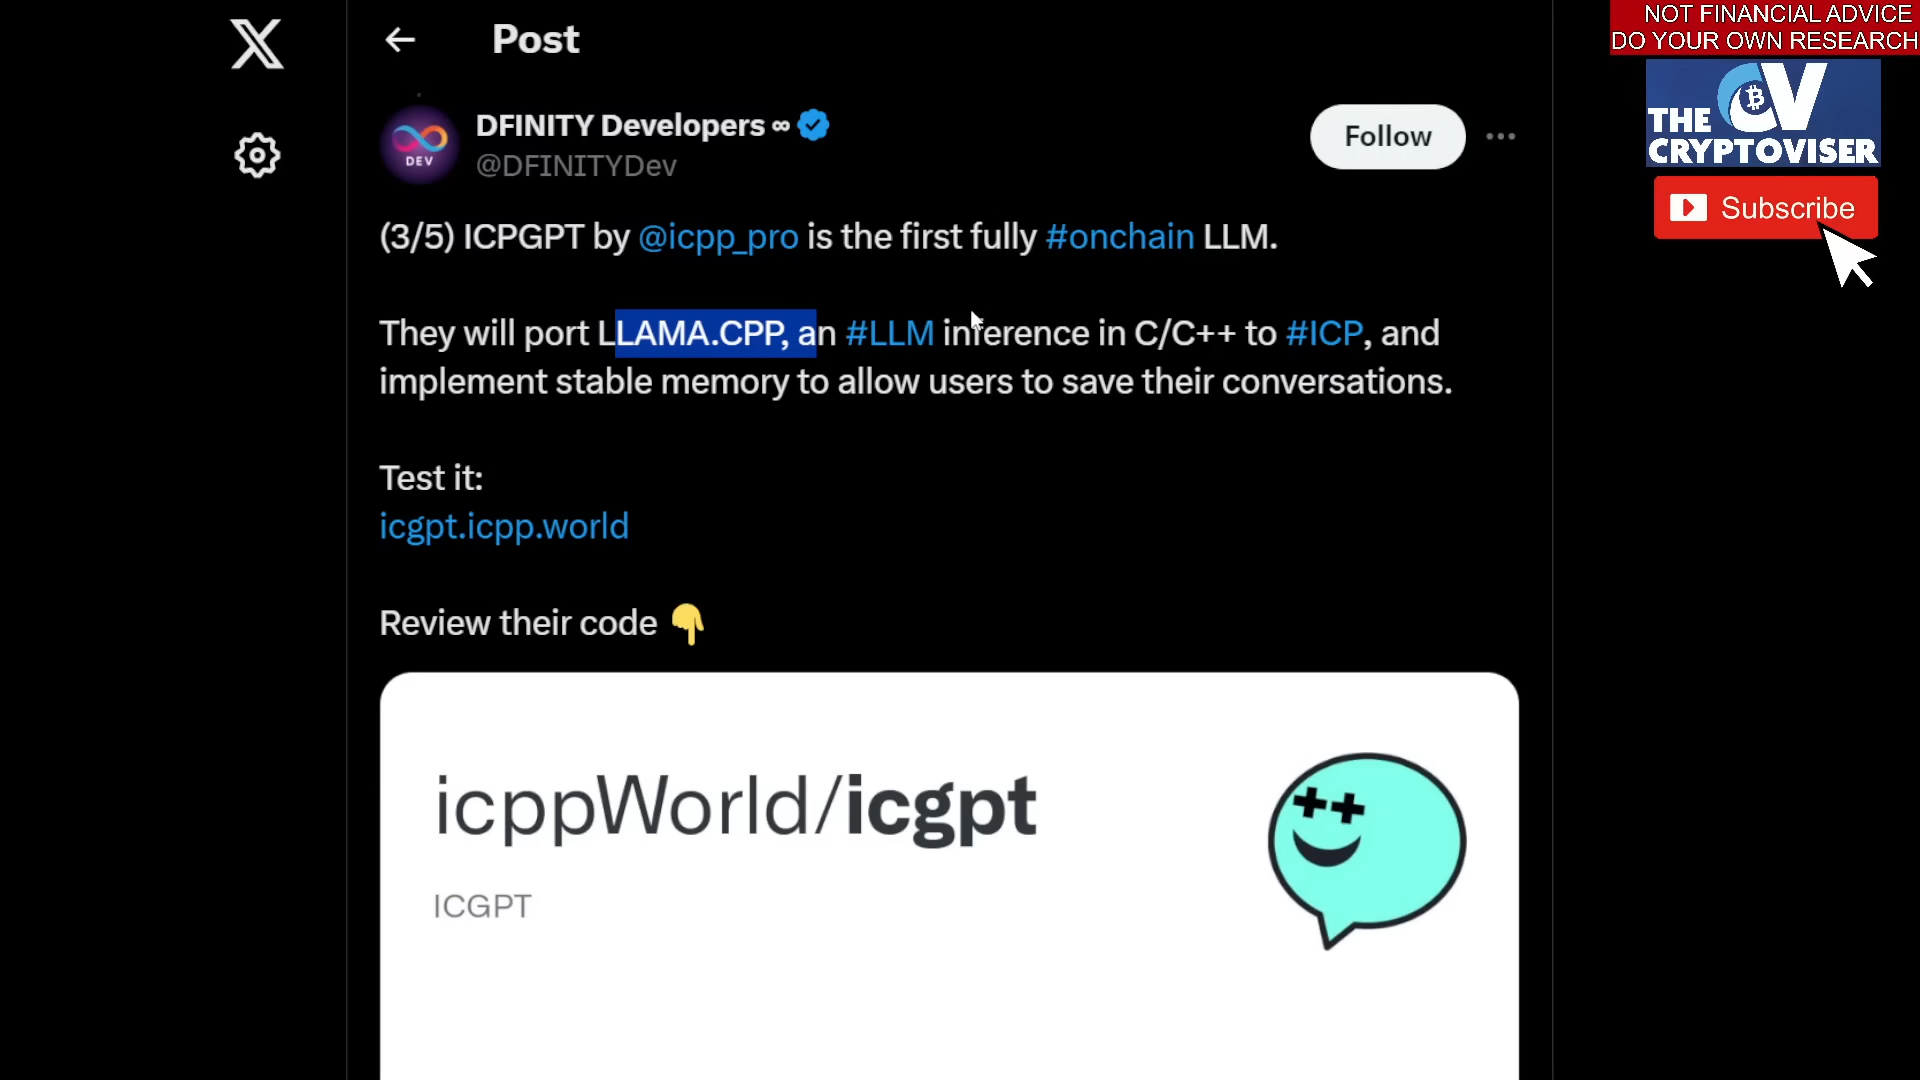 NOT FINANCIAL ADVICE
DO YOUR OWN RESEARCH
THE CV
CRYPTOVISER
Subscribe
X
Post
DEV
DFINITY Developers ∞
@DFINITYDev
Follow
(3/5) ICPGPT by @icpp_pro is the first fully #onchain LLM.
They will port LLAMA.CPP, an #LLM inference in C/C++ to #ICP, and
implement stable memory to allow users to save their conversations.
Test it:
icgpt.icpp.world
Review their code 👇
icppWorld/icgpt
ICGPT